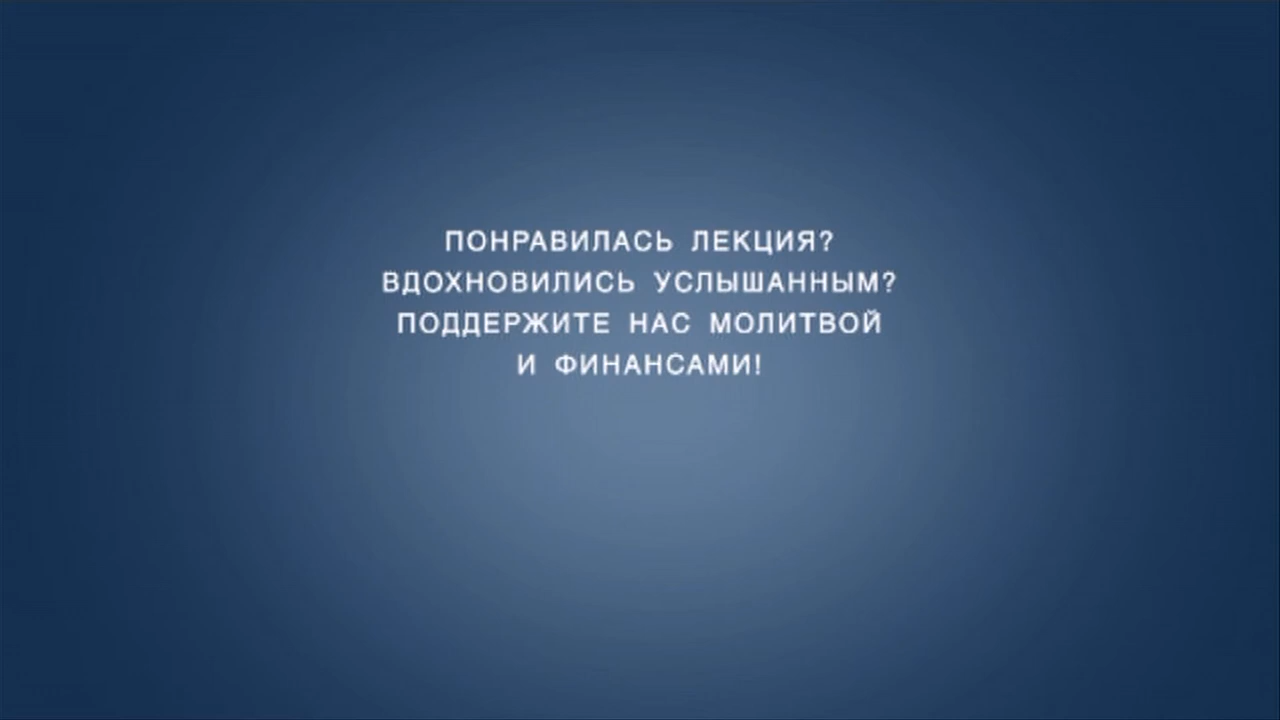 ПОНРАВИЛАСЬ ЛЕКЦИЯ?
ВДОХНОВИЛИСЬ УСЛЫШАННЫМ?
ПОДДЕРЖИТЕ НАС МОЛИТВОЙ
И ФИНАНСАМИ!